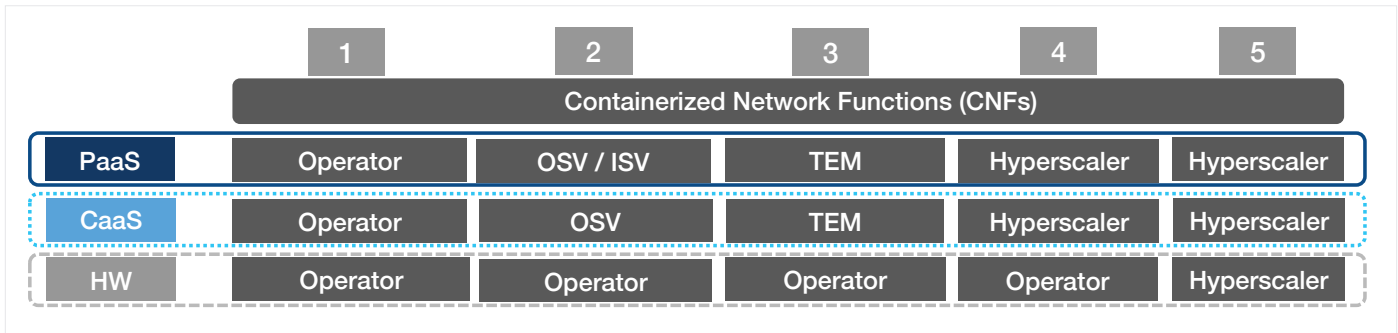 1 2 3 4 5
Containerized Network Functions (CNFs)
PaaS Operator OSV / ISV TEM Hyperscaler Hyperscaler
CaaS Operator OSV TEM Hyperscaler Hyperscaler
HW Operator Operator Operator Operator Hyperscaler